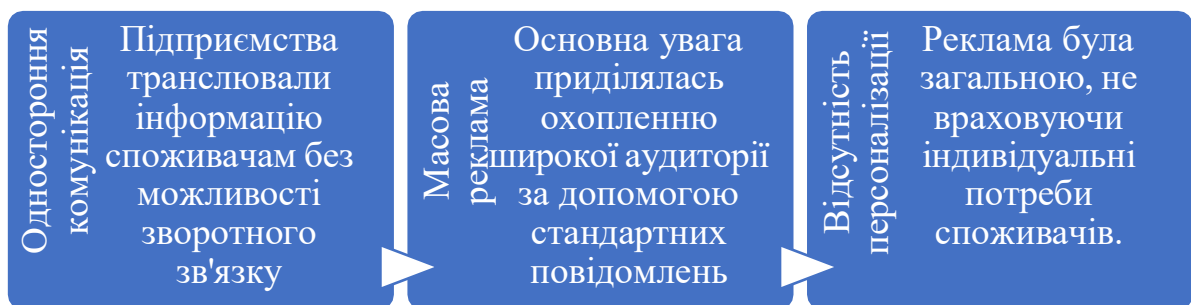 Одностороння
комунікація
Підприємства
транслювали
інформацію
споживачам без
можливості
зворотного
зв'язку
Масова
реклама
Основна увага
приділялась
охопленню
широкої аудиторії
за допомогою
стандартних
повідомлень
Відсутність
персоналізації
Реклама була
загальною, не
враховуючи
індивідуальні
потреби
споживачів.